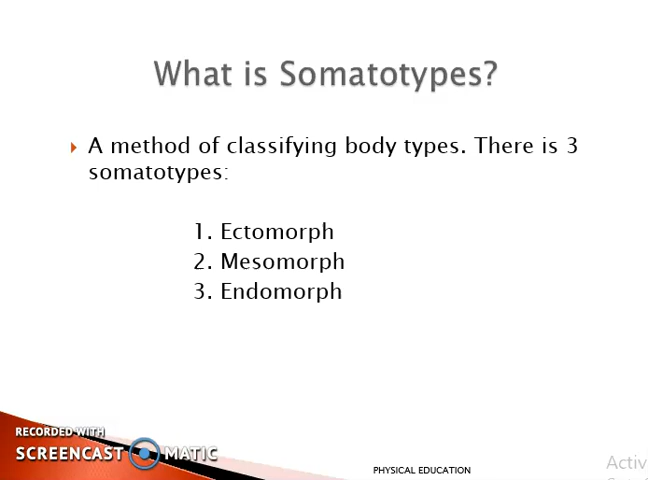 What is Somatotypes?
A method of classifying body types. There is 3
somatotypes:
1. Ectomorph
2. Mesomorph
3. Endomorph
RECORDED WITH
SCREENCAST MATIC
PHYSICAL EDUCATION
Activ